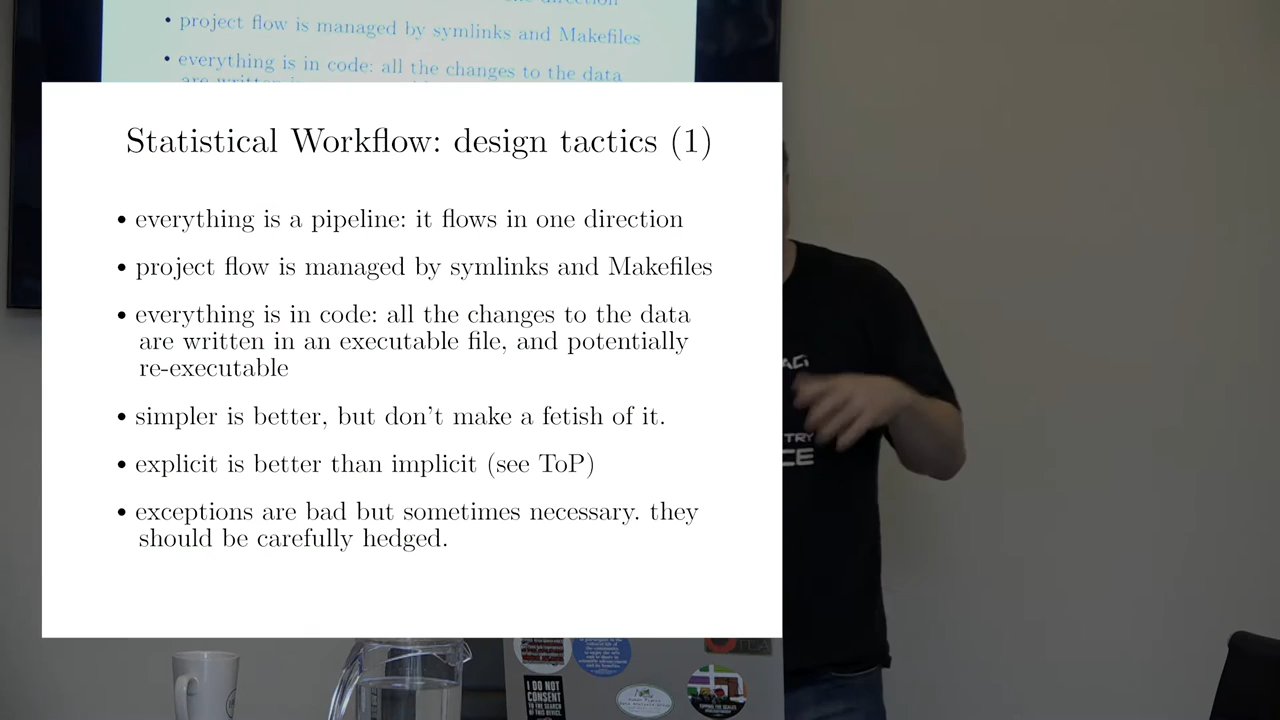 project flow is managed by symlinks and Makefiles
everything is in code: all the changes to the data
Statistical Workflow: design tactics (1)
• everything is a pipeline: it flows in one direction
• project flow is managed by symlinks and Makefiles
• everything is in code: all the changes to the data
are written in an executable file, and potentially
re-executable
• simpler is better, but don't make a fetish of it.
• explicit is better than implicit (see ToP)
• exceptions are bad but sometimes necessary. they
should be carefully hedged.
TRY
CE
I DO NOT
CONSENT
TO THE SEARCH
OF THIS DEVICE